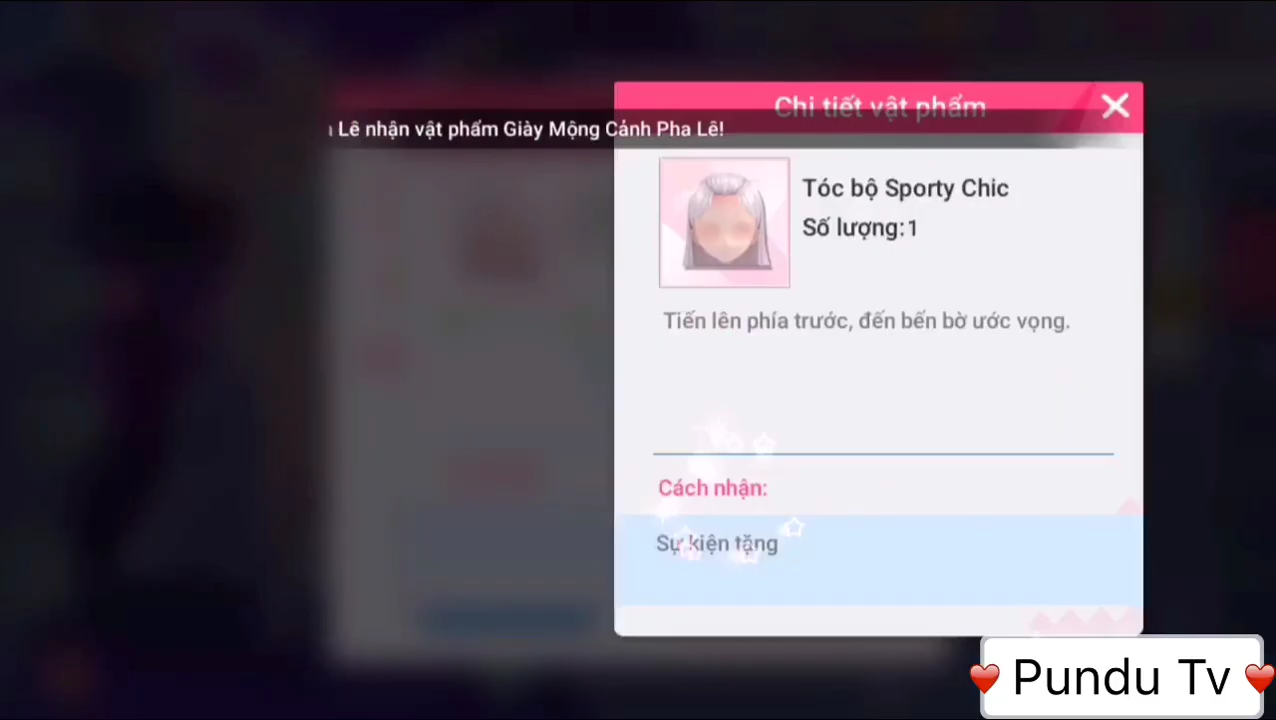 Chi tiết vật phẩm
Lê nhận vật phẩm Giày Mộng Cảnh Pha Lê!
Tóc bộ Sporty Chic
Số lượng:1
Tiến lên phía trước, đến bến bờ ước vọng.
Cách nhận:
Sự kiện tặng
Pundu Tv